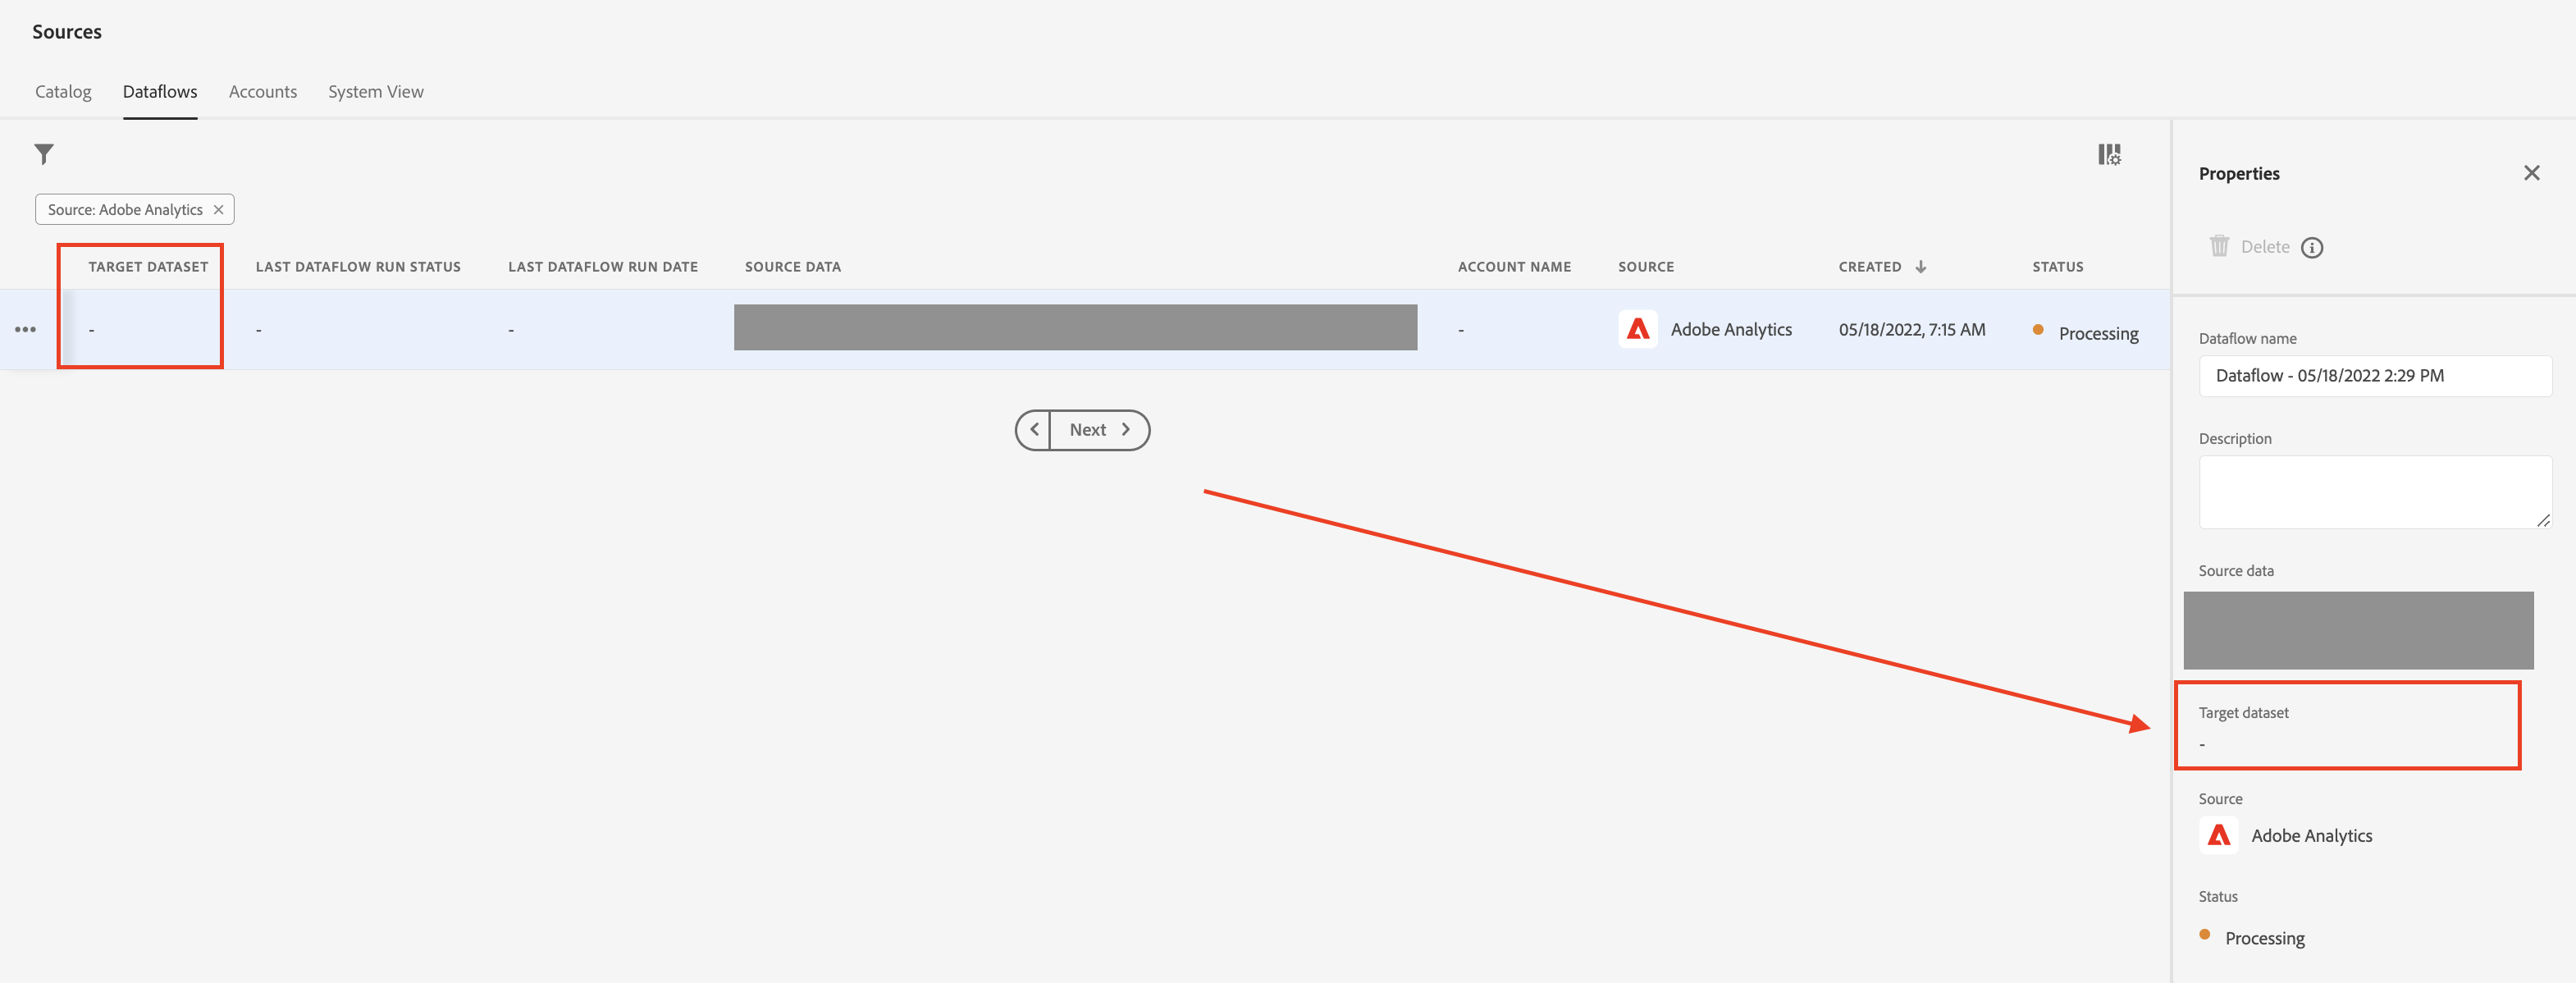 Sources
Catalog Dataflows Accounts System View
Source: Adobe Analytics
TARGET DATASET LAST DATAFLOW RUN STATUS LAST DATAFLOW RUN DATE SOURCE DATA ACCOUNT NAME SOURCE CREATED STATUS
- - - - Adobe Analytics 05/18/2022, 7:15 AM Processing
Next
Properties
Delete
Dataflow name
Dataflow - 05/18/2022 2:29 PM
Description
Source data
Target dataset
-
Source
Adobe Analytics
Status
Processing